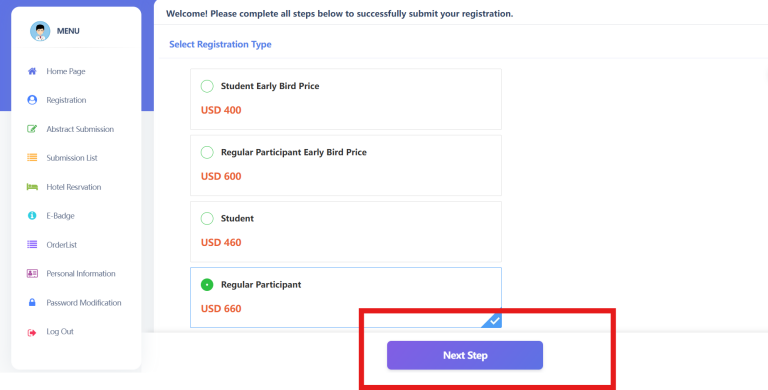 MENU
Home Page
Registration
Abstract Submission
Submission List
Hotel Resrvation
E-Badge
OrderList
Personal Information
Password Modification
Log Out
Welcome! Please complete all steps below to successfully submit your registration.
Select Registration Type
Student Early Bird Price
USD 400
Regular Participant Early Bird Price
USD 600
Student
USD 460
Regular Participant
USD 660
Next Step